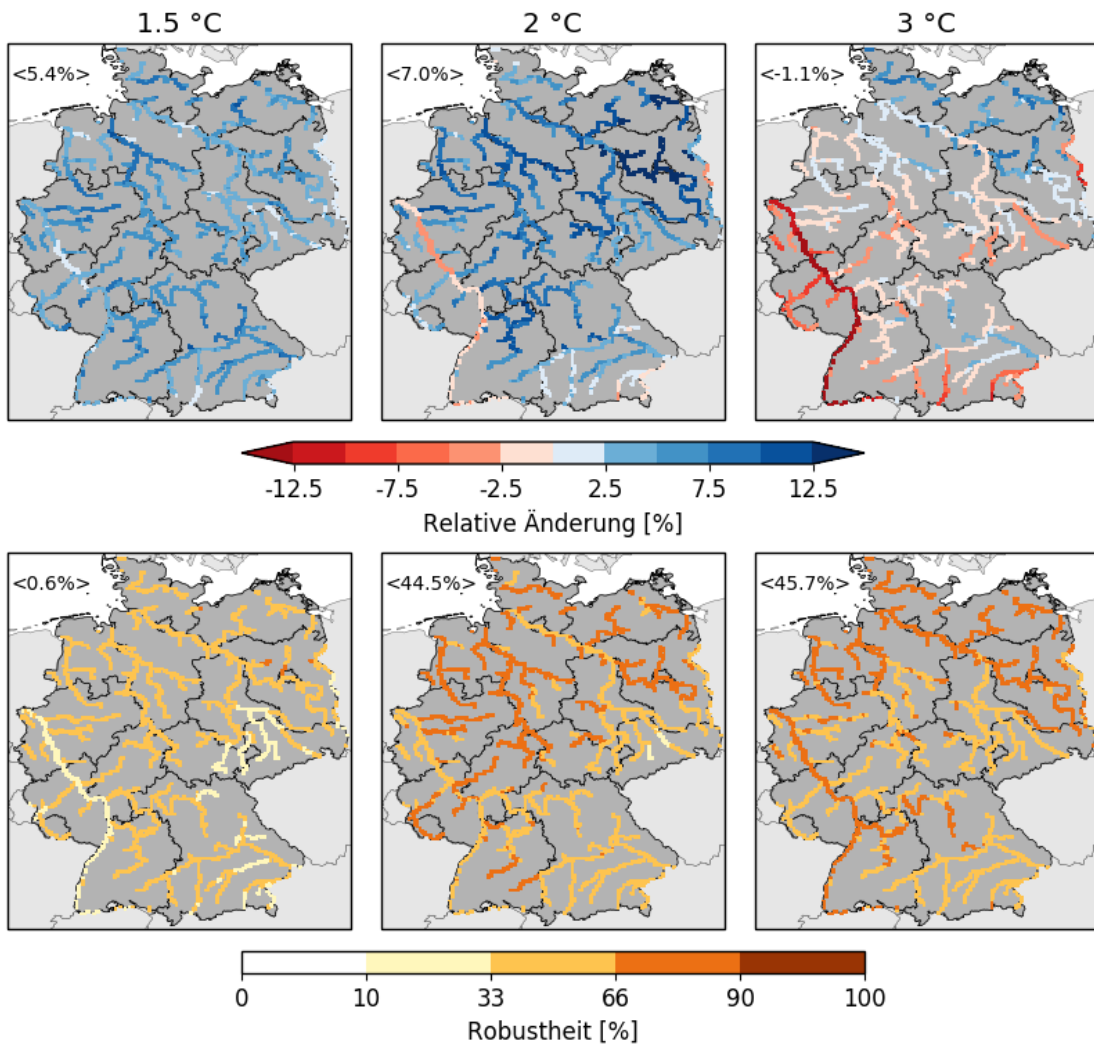 1.5 °C 2 °C 3 °C
<5.4%> <7.0%> <-1.1%>
-12.5 -7.5 -2.5 2.5 7.5 12.5
Relative Änderung [%]
<0.6%> <44.5%> <45.7%>
0 10 33 66 90 100
Robustheit [%]